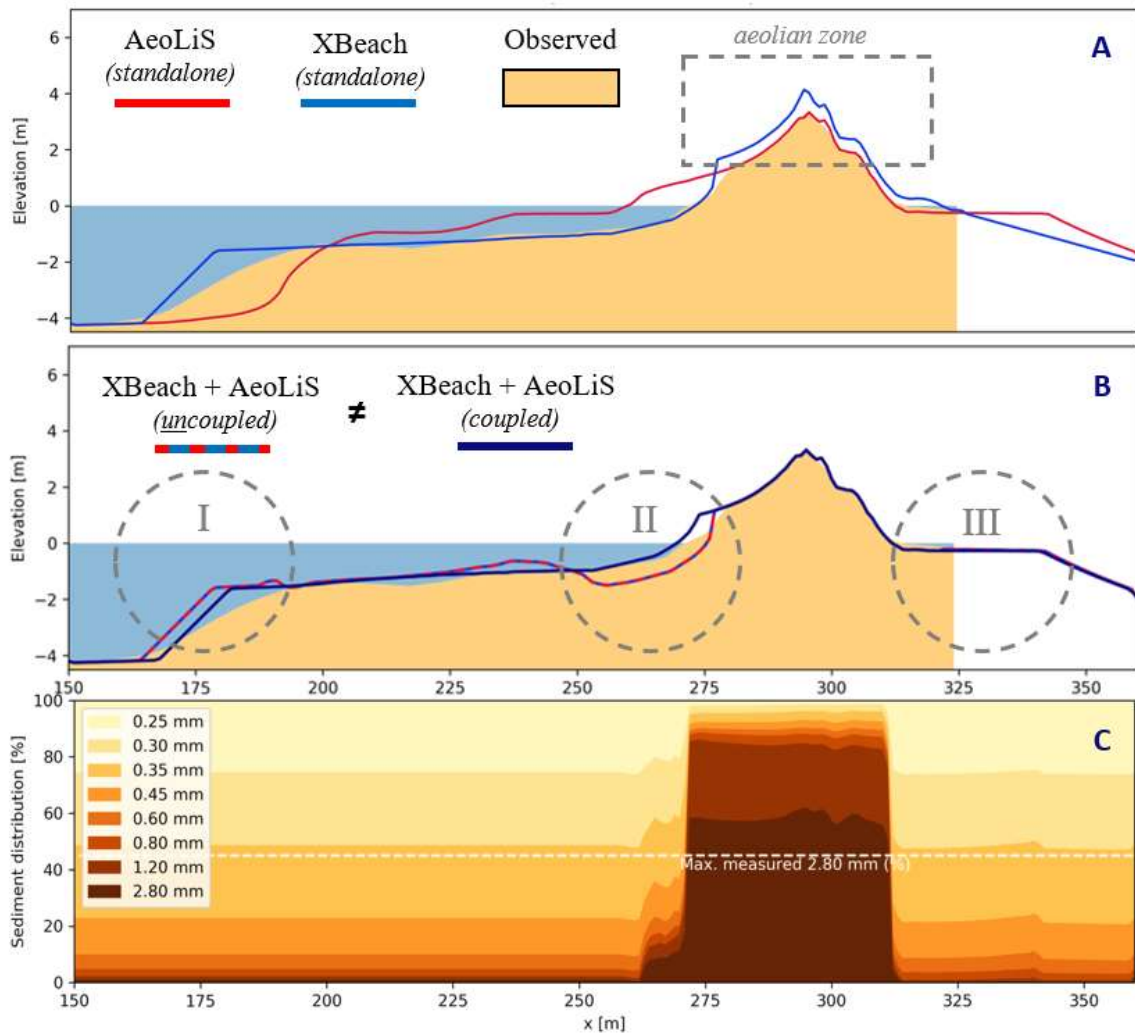 AeoLiS
(standalone)
XBeach
(standalone)
Observed
aeolian zone
A
Elevation [m]
6
4
2
0
−2
−4
XBeach + AeoLiS
(uncoupled)
≠
XBeach + AeoLiS
(coupled)
B
I
II
III
Elevation [m]
6
4
2
0
−2
−4
150 175 200 225 250 275 300 325 350
C
0.25 mm
0.30 mm
0.35 mm
0.45 mm
0.60 mm
0.80 mm
1.20 mm
2.80 mm
Max. measured 2.80 mm (%)
Sediment distribution [%]
100
80
60
40
20
0
150 175 200 225 250 275 300 325 350
x [m]